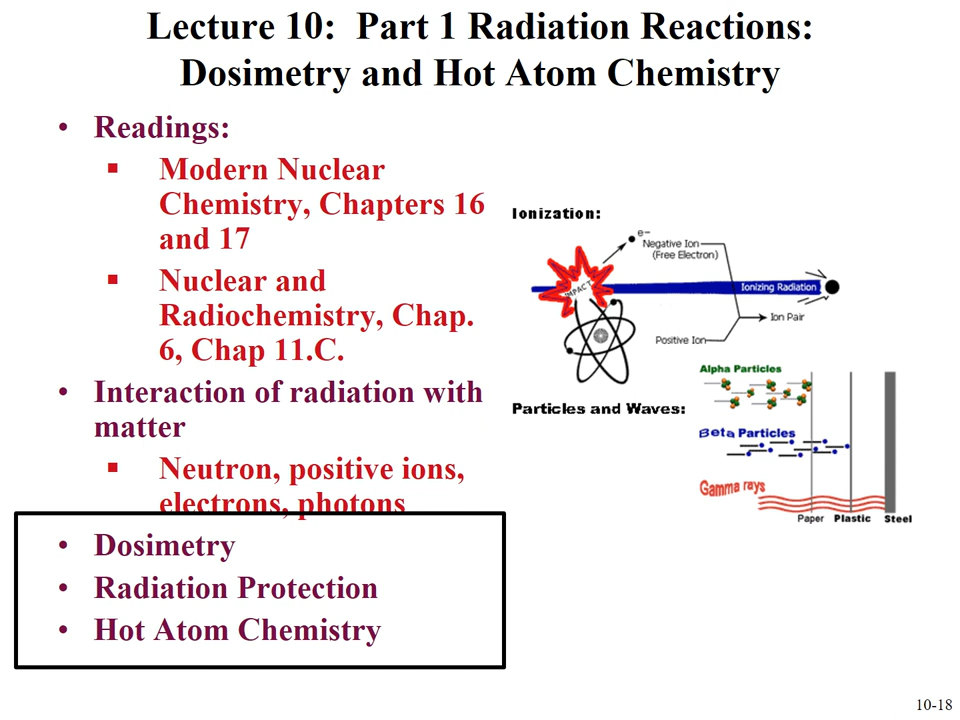 Lecture 10: Part 1 Radiation Reactions:
Dosimetry and Hot Atom Chemistry
• Readings:
▪ Modern Nuclear
Chemistry, Chapters 16
and 17
▪ Nuclear and
Radiochemistry, Chap.
6, Chap 11.C.
• Interaction of radiation with
matter
▪ Neutron, positive ions,
electrons, photons
• Dosimetry
• Radiation Protection
• Hot Atom Chemistry
Ionization:
e-
Negative Ion
(Free Electron)
IMPACT
Ionizing Radiation
Ion Pair
Positive Ion
Particles and Waves:
Alpha Particles
Beta Particles
Gamma rays
Paper Plastic Steel
10-18